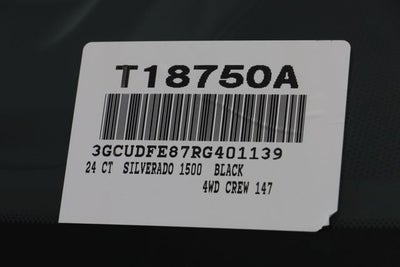 T18750A
3GCUDFE87RG401139
24 CT SILVERADO 1500 BLACK
4WD CREW 147